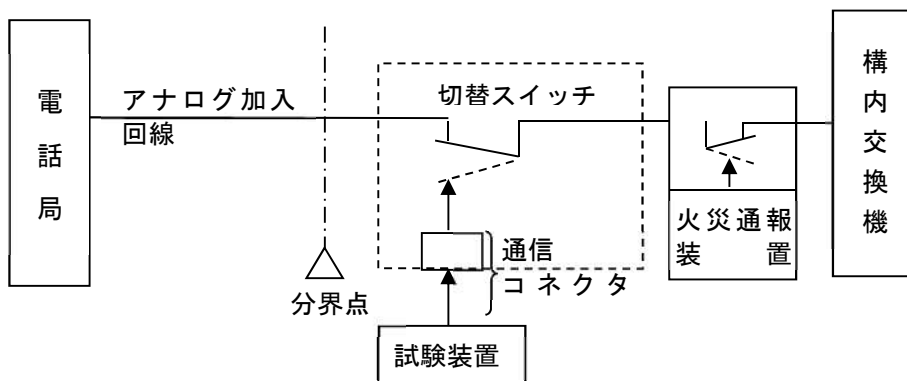 電話局
アナログ加入
回線
分界点
切替スイッチ
通信
コネクタ
試験装置
火災通報
装置
構内交換機